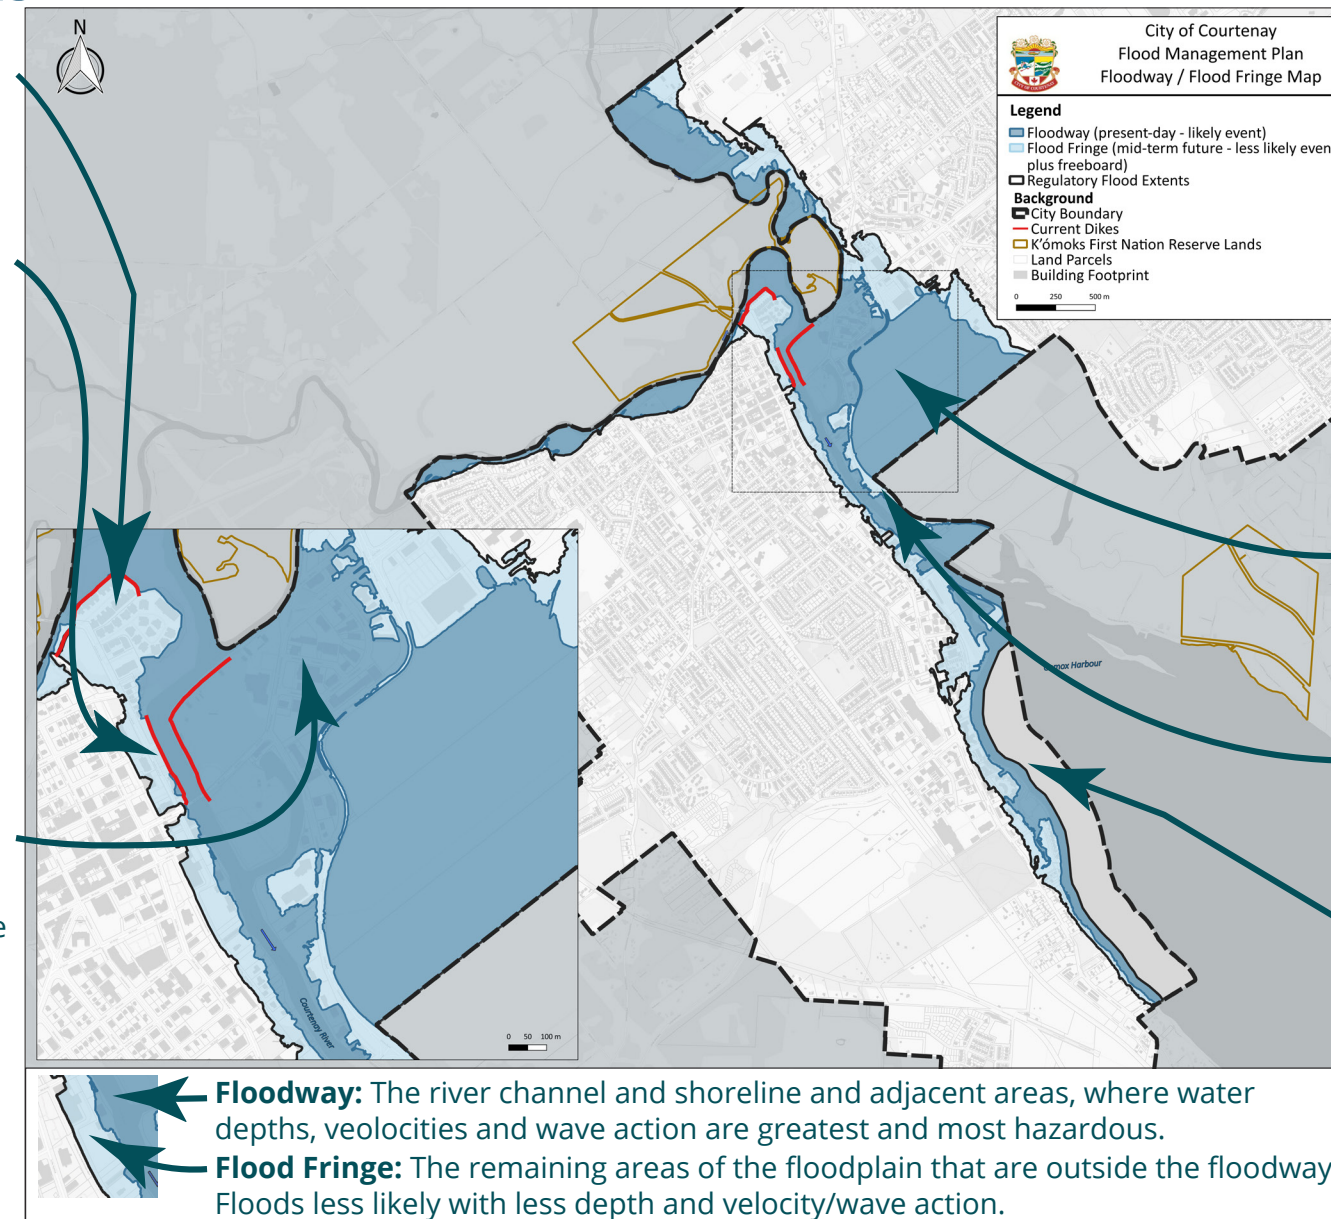 N
City of Courtenay
Flood Management Plan
Floodway / Flood Fringe Map
Legend
Floodway (present-day - likely event)
Flood Fringe (mid-term future - less likely even
plus freeboard)
Regulatory Flood Extents
Background
City Boundary
Current Dikes
K'ómoks First Nation Reserve Lands
Land Parcels
Building Footprint
0 250 500 m
mox Harbour
e
Courtenay River
0 50 100 m
Floodway: The river channel and shoreline and adjacent areas, where water
depths, veolocities and wave action are greatest and most hazardous.
Flood Fringe: The remaining areas of the floodplain that are outside the floodway
Floods less likely with less depth and velocity/wave action.